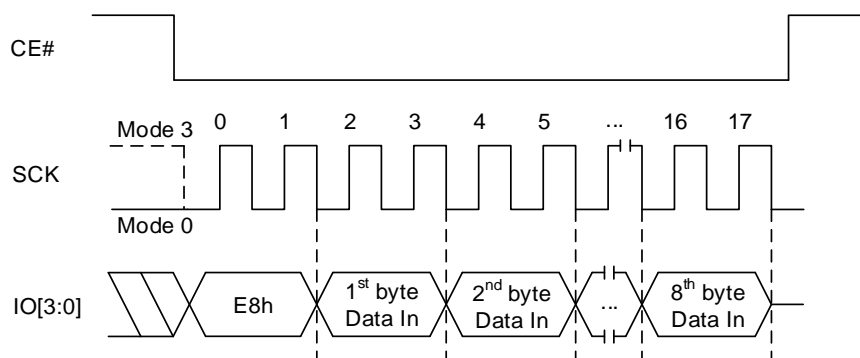 CE#
Mode 3 0 1 2 3 4 5 ... 16 17
SCK
Mode 0
IO[3:0] E8h 1st byte Data In 2nd byte Data In ... 8th byte Data In